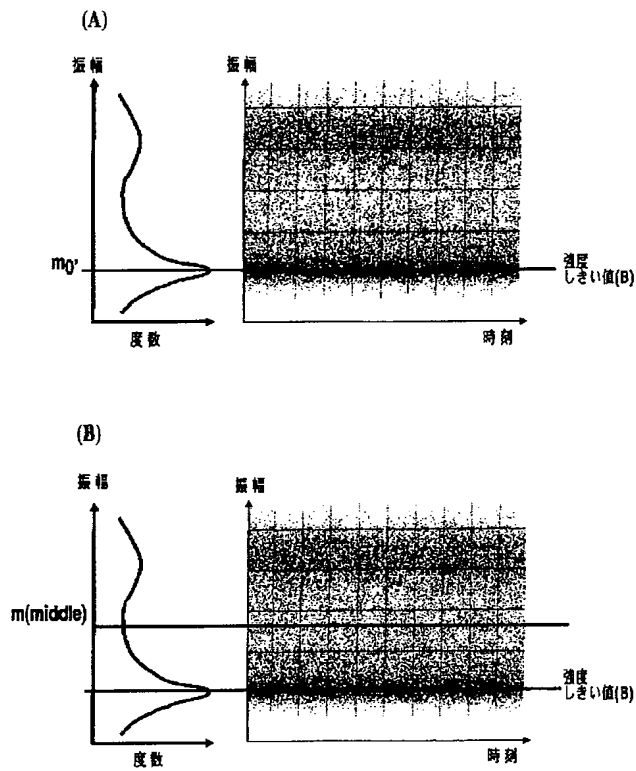 (A)
振幅
振幅
m0'
強度
しきい値(B)
度数
時刻
(B)
振幅
振幅
m(middle)
強度
しきい値(B)
度数
時刻